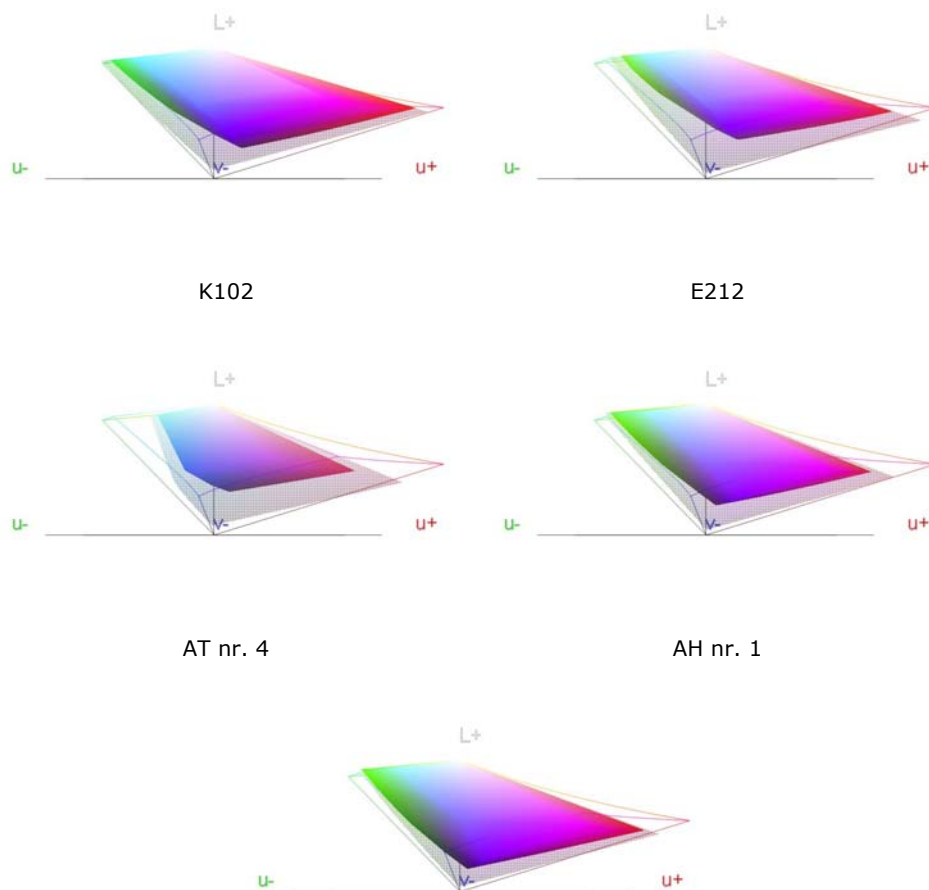 L+ L+
u- v- u+ u- v- u+
K102 E212
L+ L+
u- v- u+ u- v- u+
AT nr. 4 AH nr. 1
L+
u- v- u+